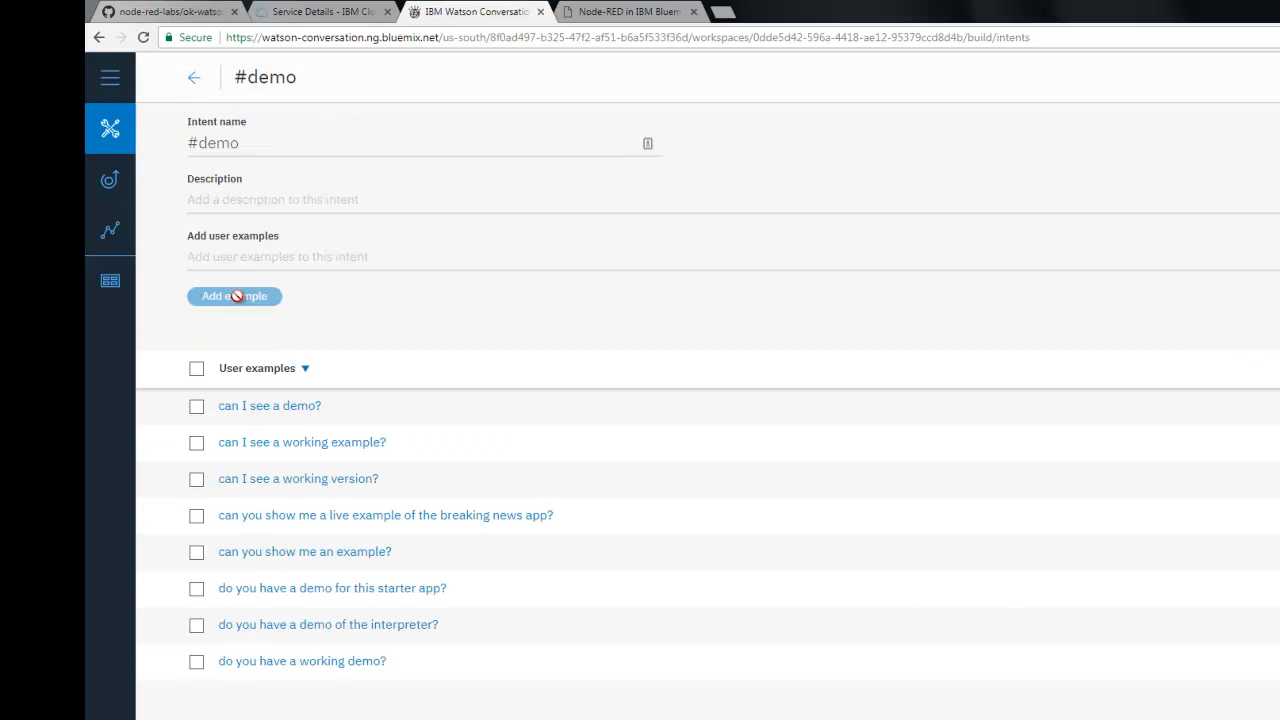 node-red-labs/ok-watso
Service Details - IBM Clo
IBM Watson Conversatio
Node-RED in IBM Bluem
Secure
https://watson-conversation.ng.bluemix.net/us-south/8f0ad497-b325-47f2-af51-b6a5f533f36d/workspaces/0dde5d42-596a-4418-ae12-95379ccd8d4b/build/intents
#demo
Intent name
#demo
Description
Add a description to this intent
Add user examples
Add user examples to this intent
Add example
User examples
can I see a demo?
can I see a working example?
can I see a working version?
can you show me a live example of the breaking news app?
can you show me an example?
do you have a demo for this starter app?
do you have a demo of the interpreter?
do you have a working demo?